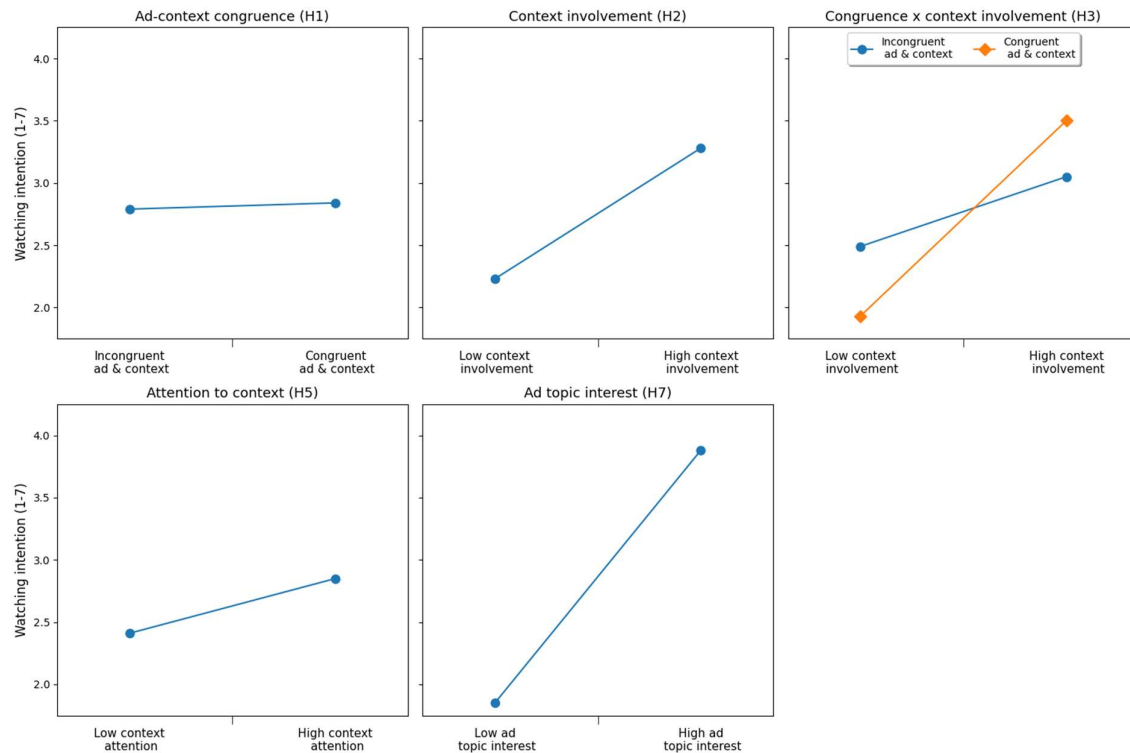 Ad-context congruence (H1)
Context involvement (H2)
Congruence x context involvement (H3)
Incongruent
ad & context
Congruent
ad & context
4.0
3.5
3.0
2.5
2.0
Watching intention (1-7)
Incongruent
ad & context
Congruent
ad & context
Low context
involvement
High context
involvement
Low context
involvement
High context
involvement
Attention to context (H5)
Ad topic interest (H7)
4.0
3.5
3.0
2.5
2.0
Watching intention (1-7)
Low context
attention
High context
attention
Low ad
topic interest
High ad
topic interest